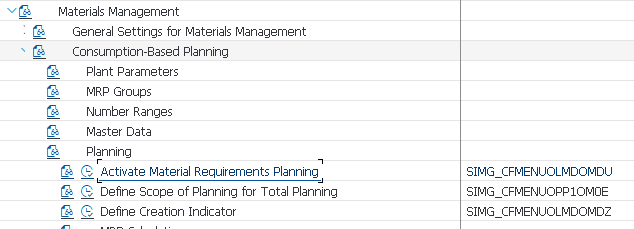 Materials Management
General Settings for Materials Management
Consumption-Based Planning
Plant Parameters
MRP Groups
Number Ranges
Master Data
Planning
Activate Material Requirements Planning SIMG_CFMENUOLMDOMDU
Define Scope of Planning for Total Planning SIMG_CFMENUOPP1OM0E
Define Creation Indicator SIMG_CFMENUOLMDOMDZ